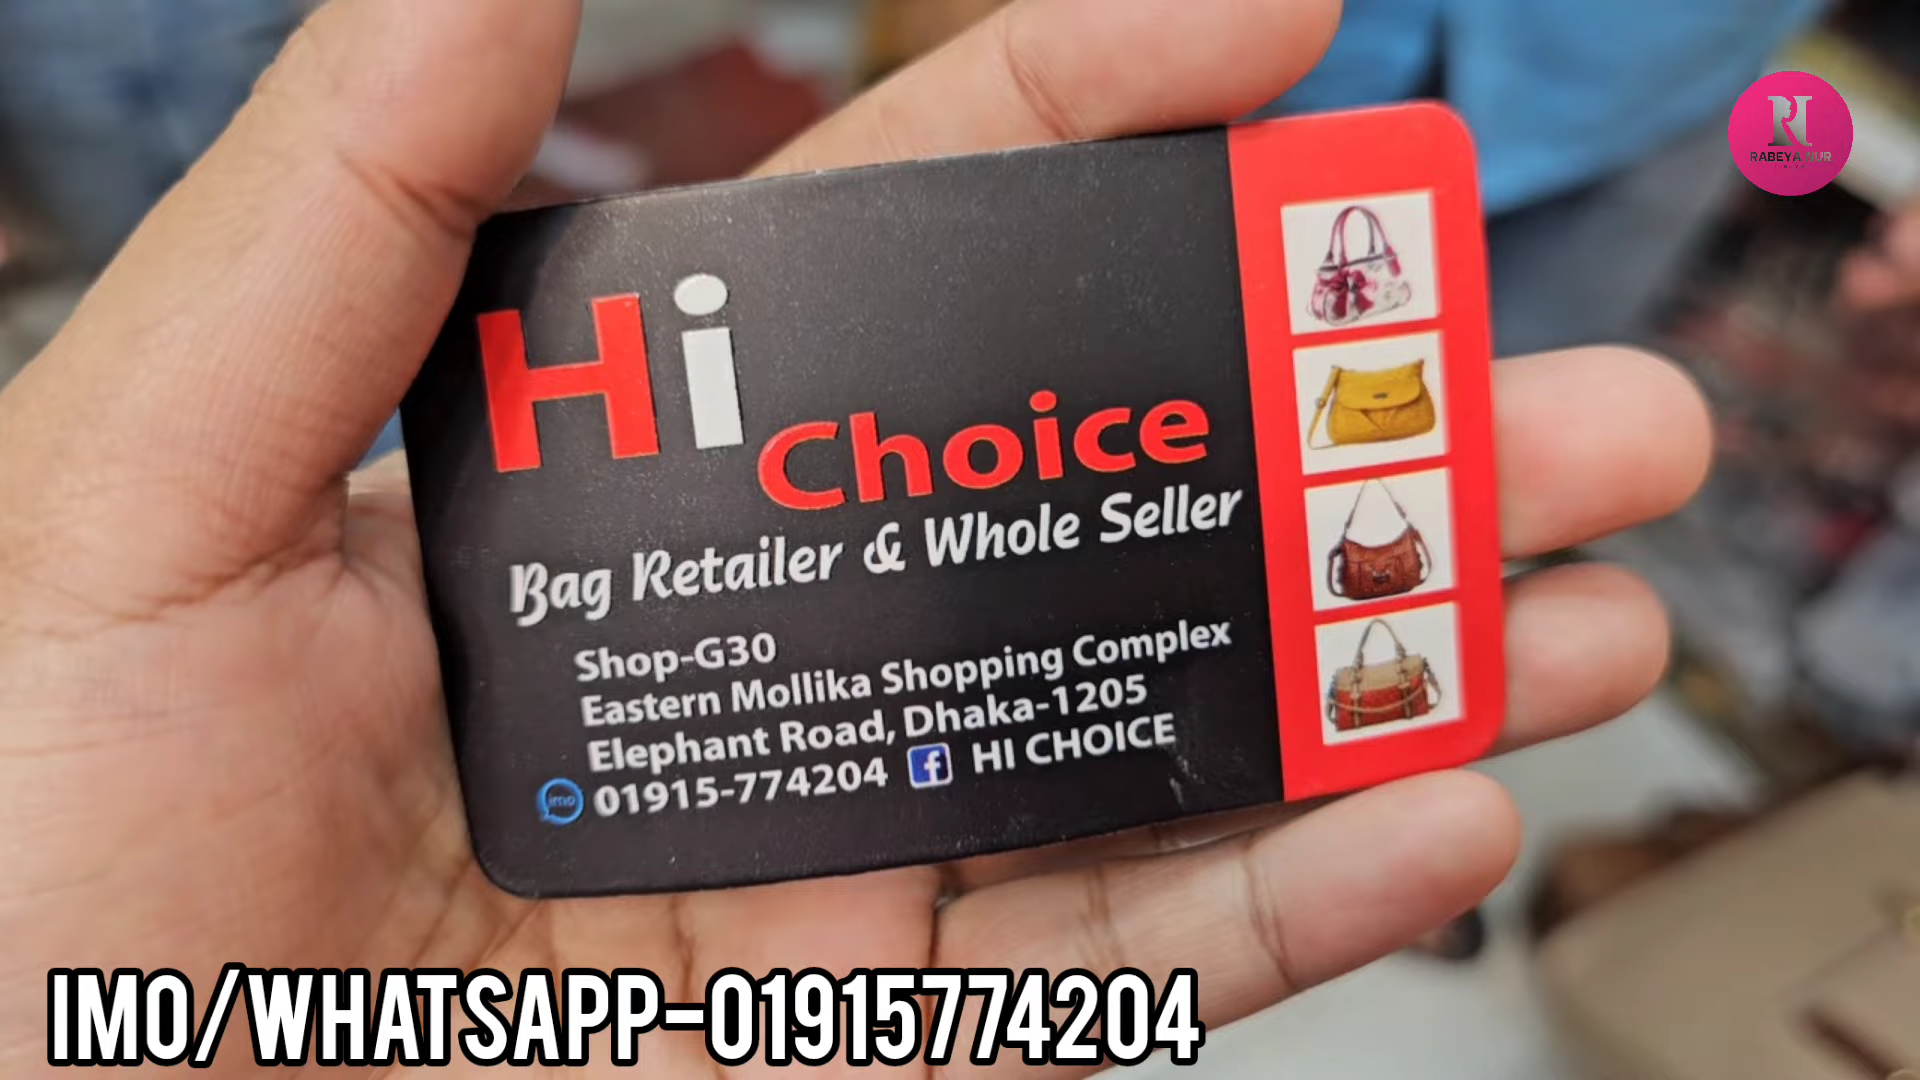 RN
RABEYA NUR
Hi
Choice
Bag Retailer & Whole Seller
Shop-G30
Eastern Mollika Shopping Complex
Elephant Road, Dhaka-1205
imo 01915-774204 f HI CHOICE
IMO/WHATSAPP-01915774204